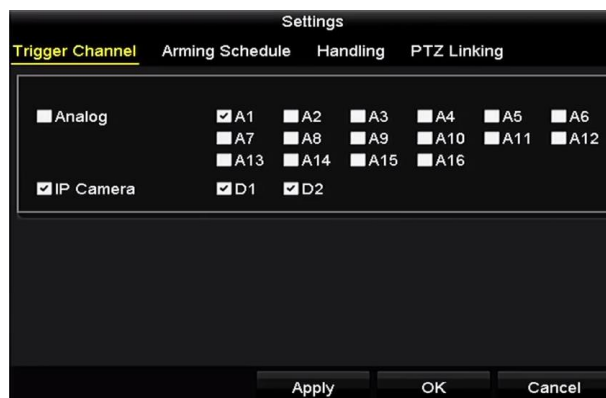 Settings
Trigger Channel Arming Schedule Handling PTZ Linking
Analog A1 A2 A3 A4 A5 A6
A7 A8 A9 A10 A11 A12
A13 A14 A15 A16
IP Camera D1 D2
Apply OK Cancel